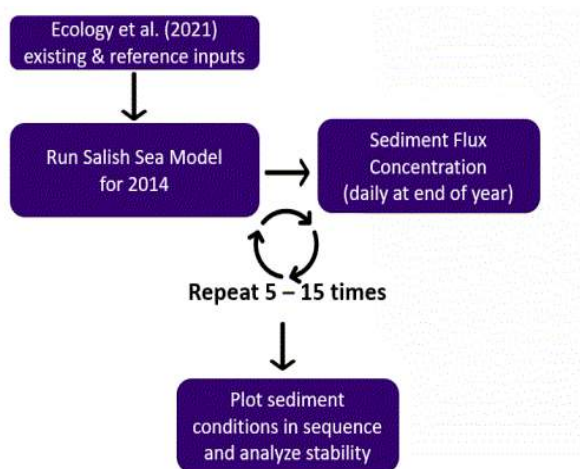 Ecology et al. (2021)
existing & reference inputs
Run Salish Sea Model
for 2014
Sediment Flux
Concentration
(daily at end of year)
Repeat 5 – 15 times
Plot sediment
conditions in sequence
and analyze stability